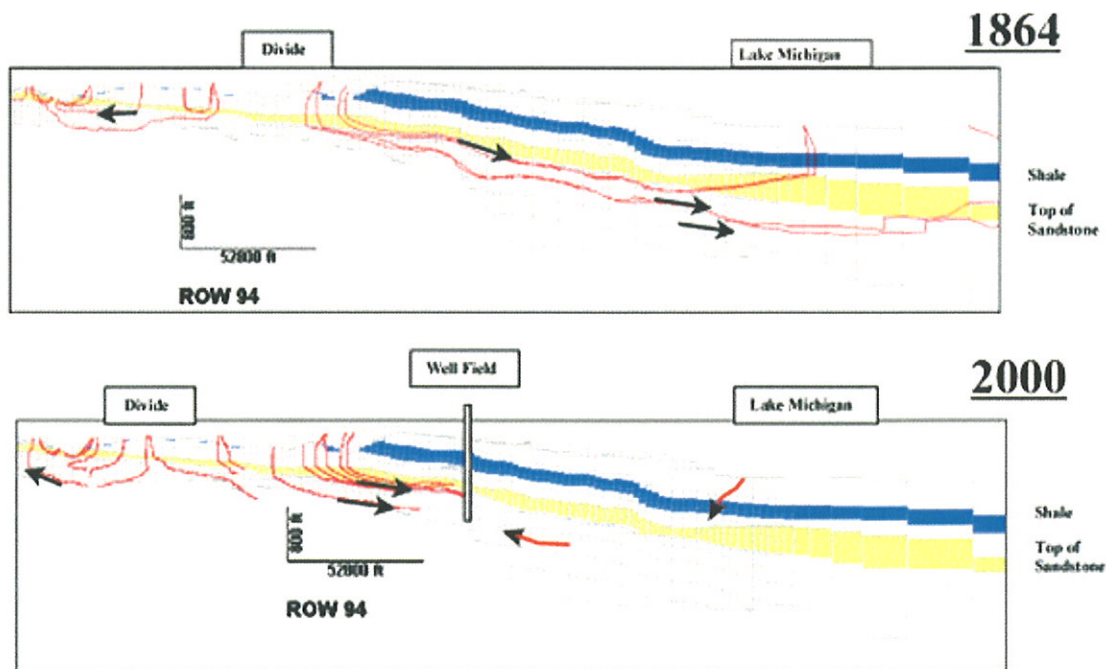 1864
Divide
Lake Michigan
Shale
Top of
Sandstone
800 ft
52800 ft
ROW 94
2000
Well Field
Divide
Lake Michigan
Shale
Top of
Sandstone
800 ft
52800 ft
ROW 94